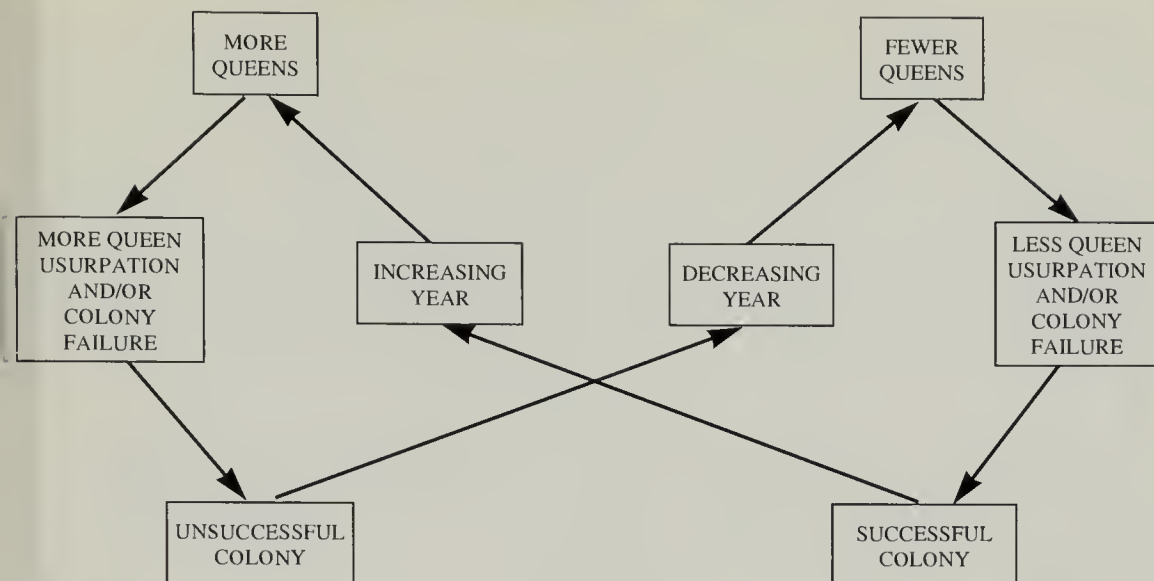 MORE
QUEENS
FEWER
QUEENS
MORE QUEEN
USURPATION
AND/OR
COLONY
FAILURE
INCREASING
YEAR
DECREASING
YEAR
LESS QUEEN
USURPATION
AND/OR
COLONY
FAILURE
UNSUCCESSFUL
COLONY
SUCCESSFUL
COLONY